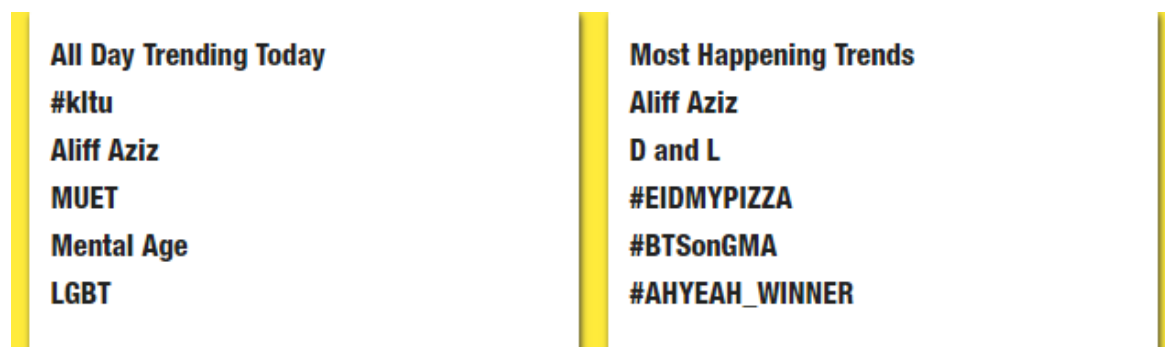 All Day Trending Today
#kltu
Aliff Aziz
MUET
Mental Age
LGBT
Most Happening Trends
Aliff Aziz
D and L
#EIDMYPIZZA
#BTSonGMA
#AHYEAH_WINNER